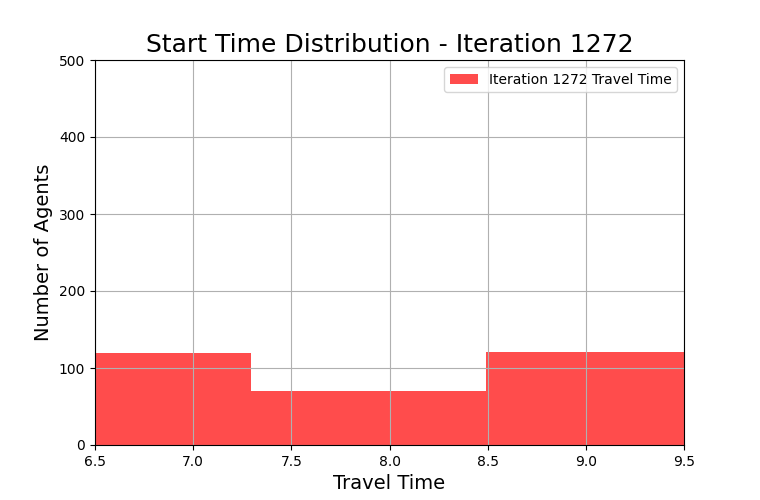 Start Time Distribution - Iteration 1272
Iteration 1272 Travel Time
Number of Agents
500
400
300
200
100
0
6.5 7.0 7.5 8.0 8.5 9.0 9.5
Travel Time